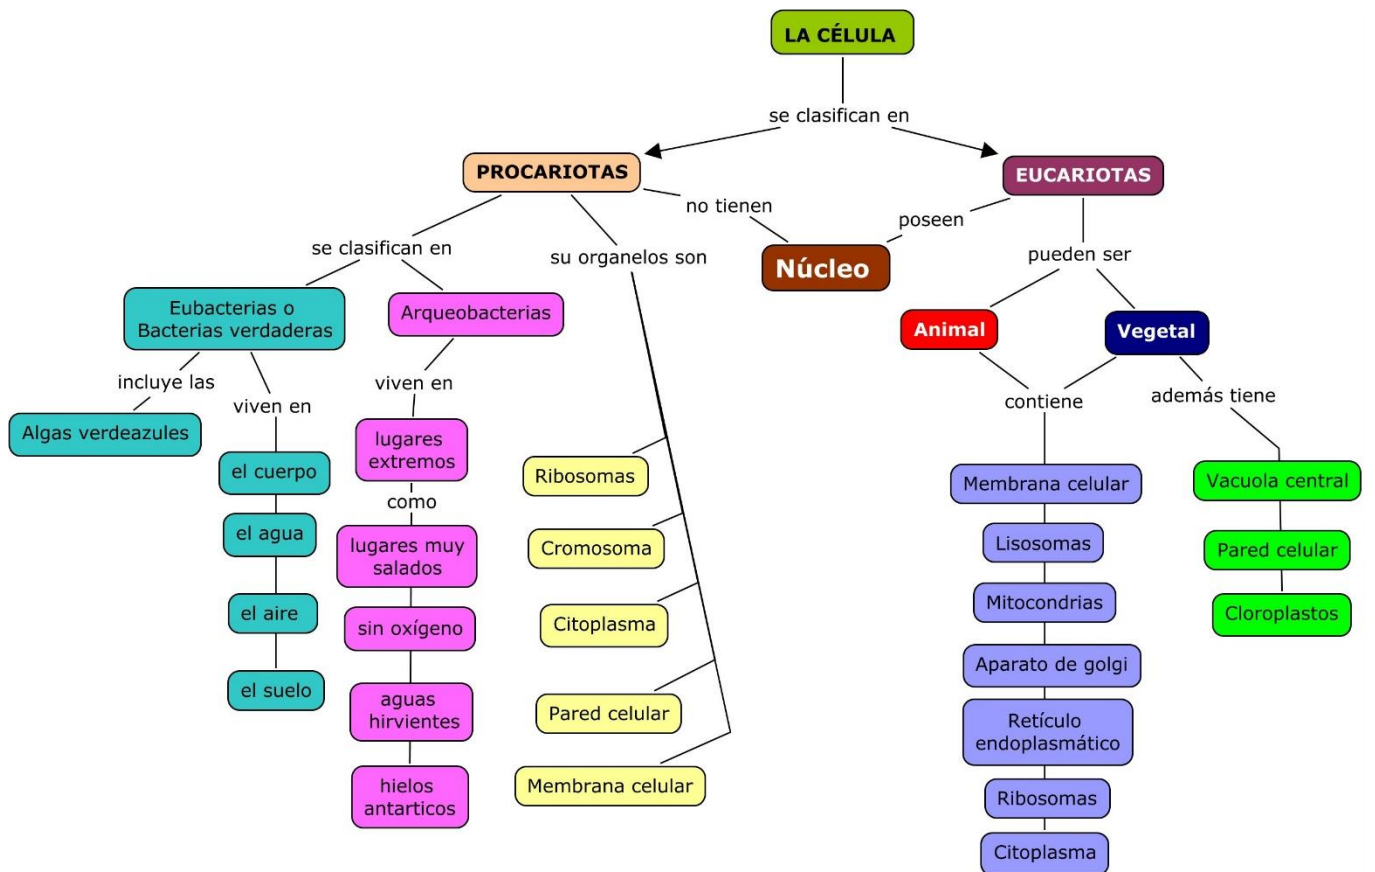 LA CÉLULA
se clasifican en
PROCARIOTAS
EUCARIOTAS
no tienen
poseen
Núcleo
se clasifican en
su organelos son
pueden ser
Eubacterias o
Bacterias verdaderas
Arqueobacterias
Animal
Vegetal
incluye las
viven en
viven en
contiene
además tiene
Algas verdeazules
el cuerpo
el agua
el aire
el suelo
lugares
extremos
como
lugares muy
salados
sin oxígeno
aguas
hirvientes
hielos
antarticos
Ribosomas
Cromosoma
Citoplasma
Pared celular
Membrana celular
Membrana celular
Lisosomas
Mitocondrias
Aparato de golgi
Retículo
endoplasmático
Ribosomas
Citoplasma
Vacuola central
Pared celular
Cloroplastos